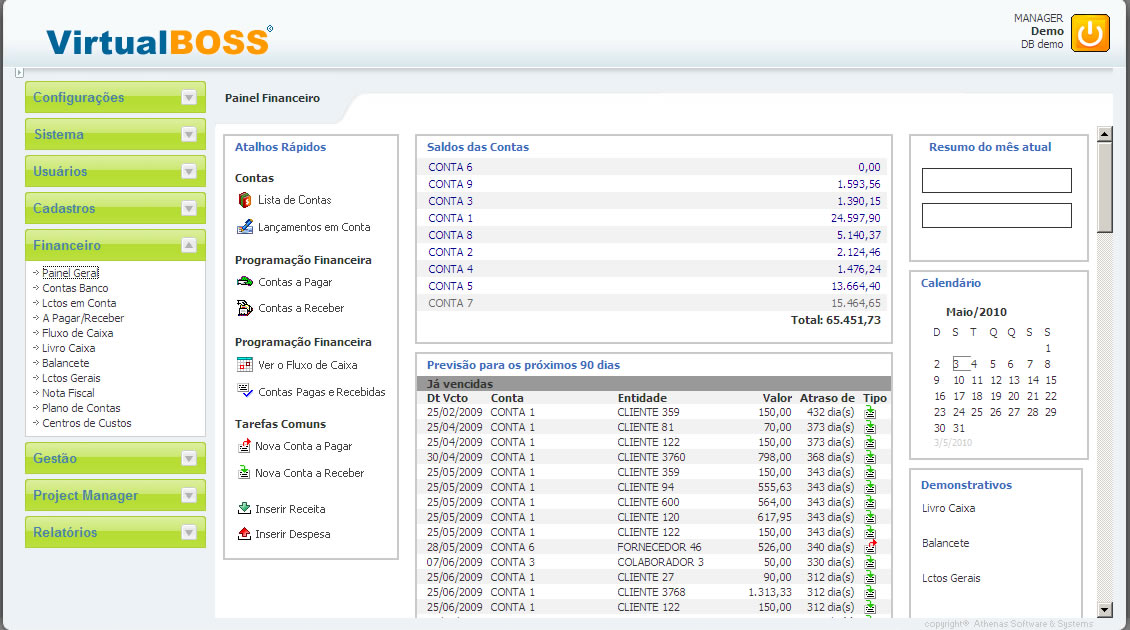 VirtualBOSS®
MANAGER
Demo
DB demo
Configurações
Sistema
Usuários
Cadastros
Financeiro
Painel Geral
Contas Banco
Lctos em Conta
A Pagar/Receber
Fluxo de Caixa
Livro Caixa
Balancete
Lctos Gerais
Nota Fiscal
Plano de Contas
Centros de Custos
Gestão
Project Manager
Relatórios
Painel Financeiro
Atalhos Rápidos
Contas
Lista de Contas
Lançamentos em Conta
Programação Financeira
Contas a Pagar
Contas a Receber
Programação Financeira
Ver o Fluxo de Caixa
Contas Pagas e Recebidas
Tarefas Comuns
Nova Conta a Pagar
Nova Conta a Receber
Inserir Receita
Inserir Despesa
Saldos das Contas
CONTA 6 0,00
CONTA 9 1.593,56
CONTA 3 1.390,15
CONTA 1 24.597,90
CONTA 8 5.140,37
CONTA 2 2.124,46
CONTA 4 1.476,24
CONTA 5 13.664,40
CONTA 7 15.464,65
Total: 65.451,73
Previsão para os próximos 90 dias
Já vencidas
Dt Vcto Conta Entidade Valor Atraso de Tipo
25/02/2009 CONTA 1 CLIENTE 359 150,00 432 dia(s)
25/04/2009 CONTA 1 CLIENTE 81 70,00 373 dia(s)
25/04/2009 CONTA 1 CLIENTE 122 150,00 373 dia(s)
30/04/2009 CONTA 1 CLIENTE 3760 798,00 368 dia(s)
25/05/2009 CONTA 1 CLIENTE 359 150,00 343 dia(s)
25/05/2009 CONTA 1 CLIENTE 94 555,63 343 dia(s)
25/05/2009 CONTA 1 CLIENTE 600 564,00 343 dia(s)
25/05/2009 CONTA 1 CLIENTE 120 617,95 343 dia(s)
25/05/2009 CONTA 1 CLIENTE 122 150,00 343 dia(s)
28/05/2009 CONTA 6 FORNECEDOR 46 526,00 340 dia(s)
07/06/2009 CONTA 3 COLABORADOR 3 50,00 330 dia(s)
25/06/2009 CONTA 1 CLIENTE 27 90,00 312 dia(s)
25/06/2009 CONTA 1 CLIENTE 3768 1.313,33 312 dia(s)
25/06/2009 CONTA 1 CLIENTE 122 150,00 312 dia(s)
Resumo do mês atual
Calendário
Maio/2010
D S T Q Q S S
1
2 3 4 5 6 7 8
9 10 11 12 13 14 15
16 17 18 19 20 21 22
23 24 25 26 27 28 29
30 31
3/5/2010
Demonstrativos
Livro Caixa
Balancete
Lctos Gerais
copyright® Athenas Software & Systems